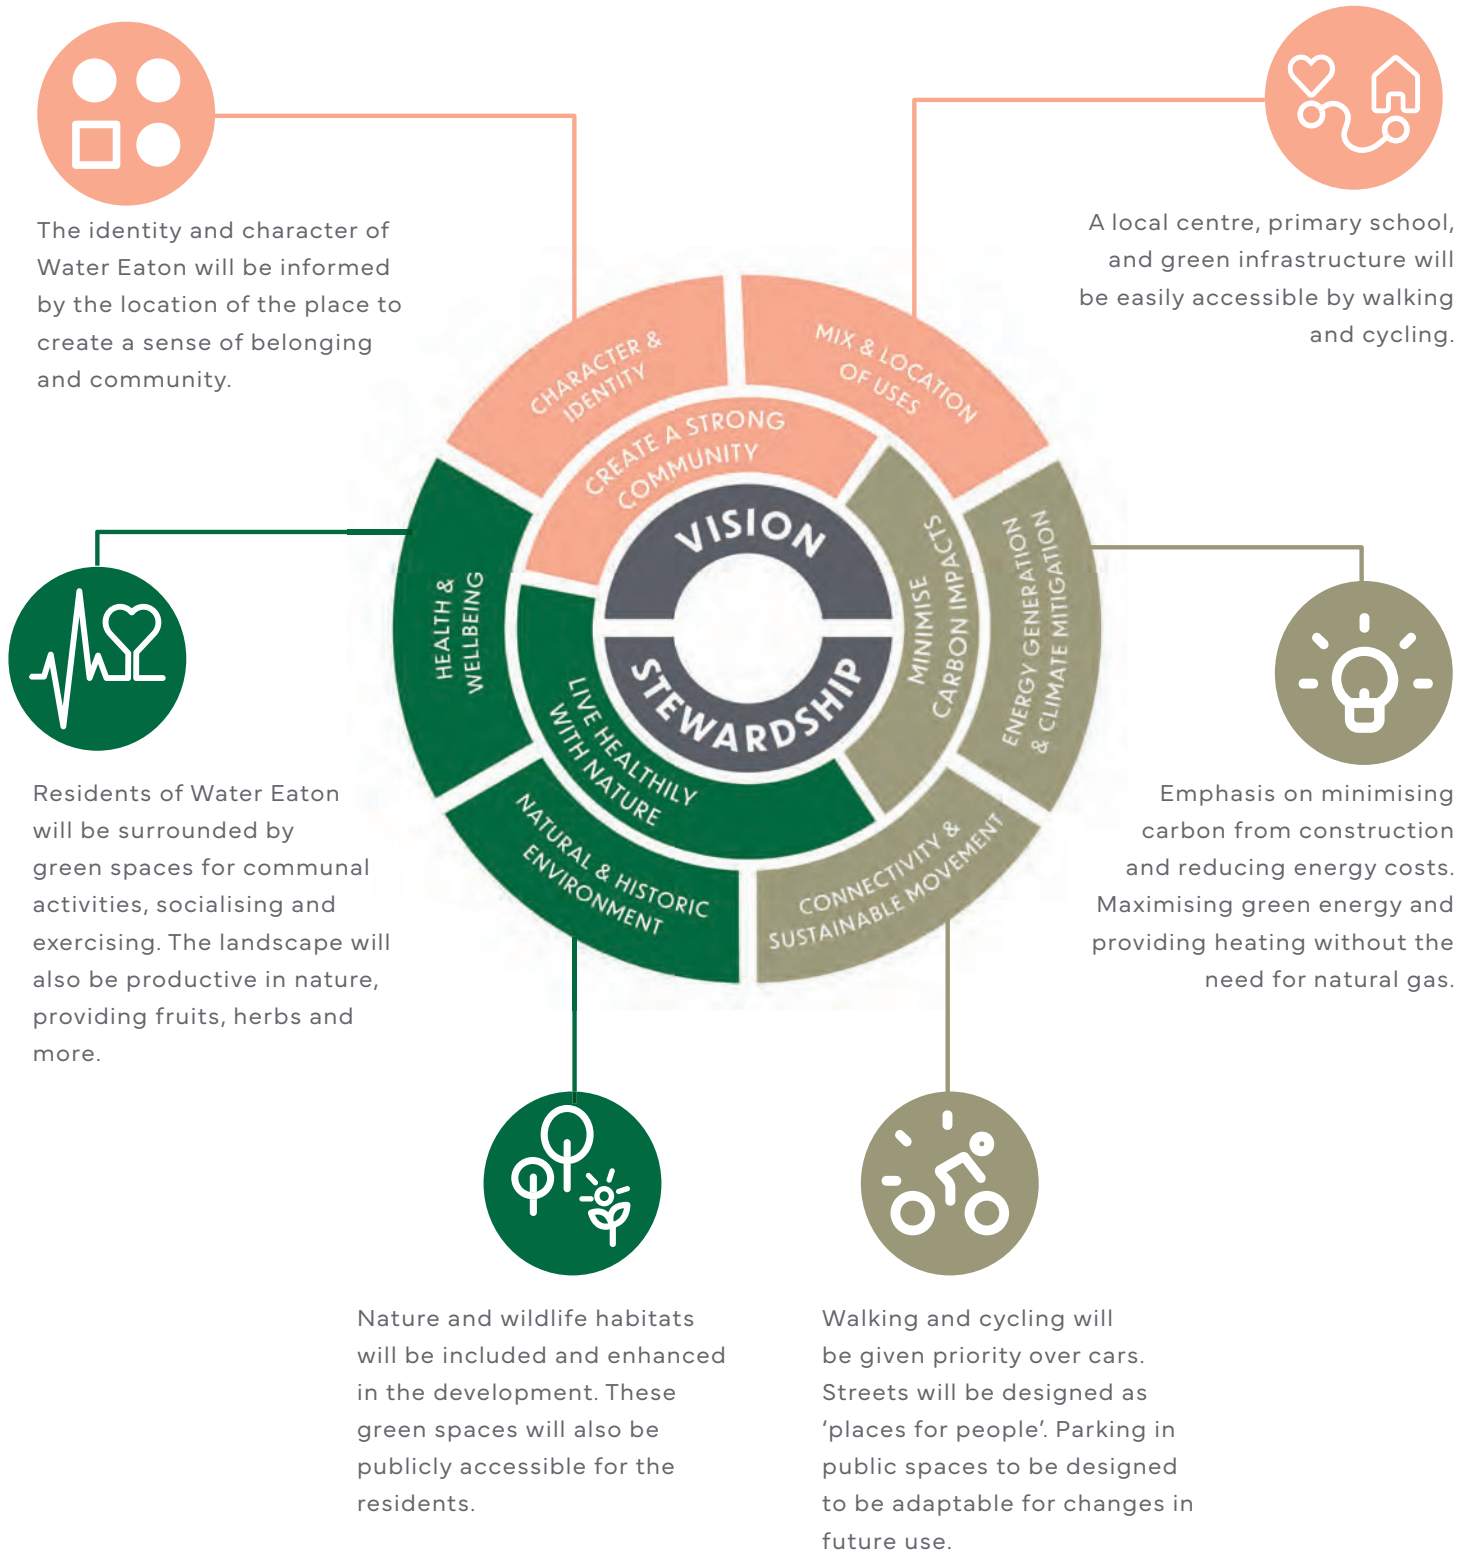 The identity and character of
Water Eaton will be informed
by the location of the place to
create a sense of belonging
and community.
A local centre, primary school,
and green infrastructure will
be easily accessible by walking
and cycling.
CHARACTER &
IDENTITY
MIX & LOCATION
OF USES
CREATE A STRONG
COMMUNITY
VISION
STEWARDSHIP
MINIMISE
CARBON IMPACTS
ENERGY GENERATION
& CLIMATE MITIGATION
HEALTH &
WELLBEING
LIVE HEALTHILY
WITH NATURE
NATURAL & HISTORIC
ENVIRONMENT
CONNECTIVITY &
SUSTAINABLE MOVEMENT
Residents of Water Eaton
will be surrounded by
green spaces for communal
activities, socialising and
exercising. The landscape will
also be productive in nature,
providing fruits, herbs and
more.
Emphasis on minimising
carbon from construction
and reducing energy costs.
Maximising green energy and
providing heating without the
need for natural gas.
Nature and wildlife habitats
will be included and enhanced
in the development. These
green spaces will also be
publicly accessible for the
residents.
Walking and cycling will
be given priority over cars.
Streets will be designed as
‘places for people’. Parking in
public spaces to be designed
to be adaptable for changes in
future use.